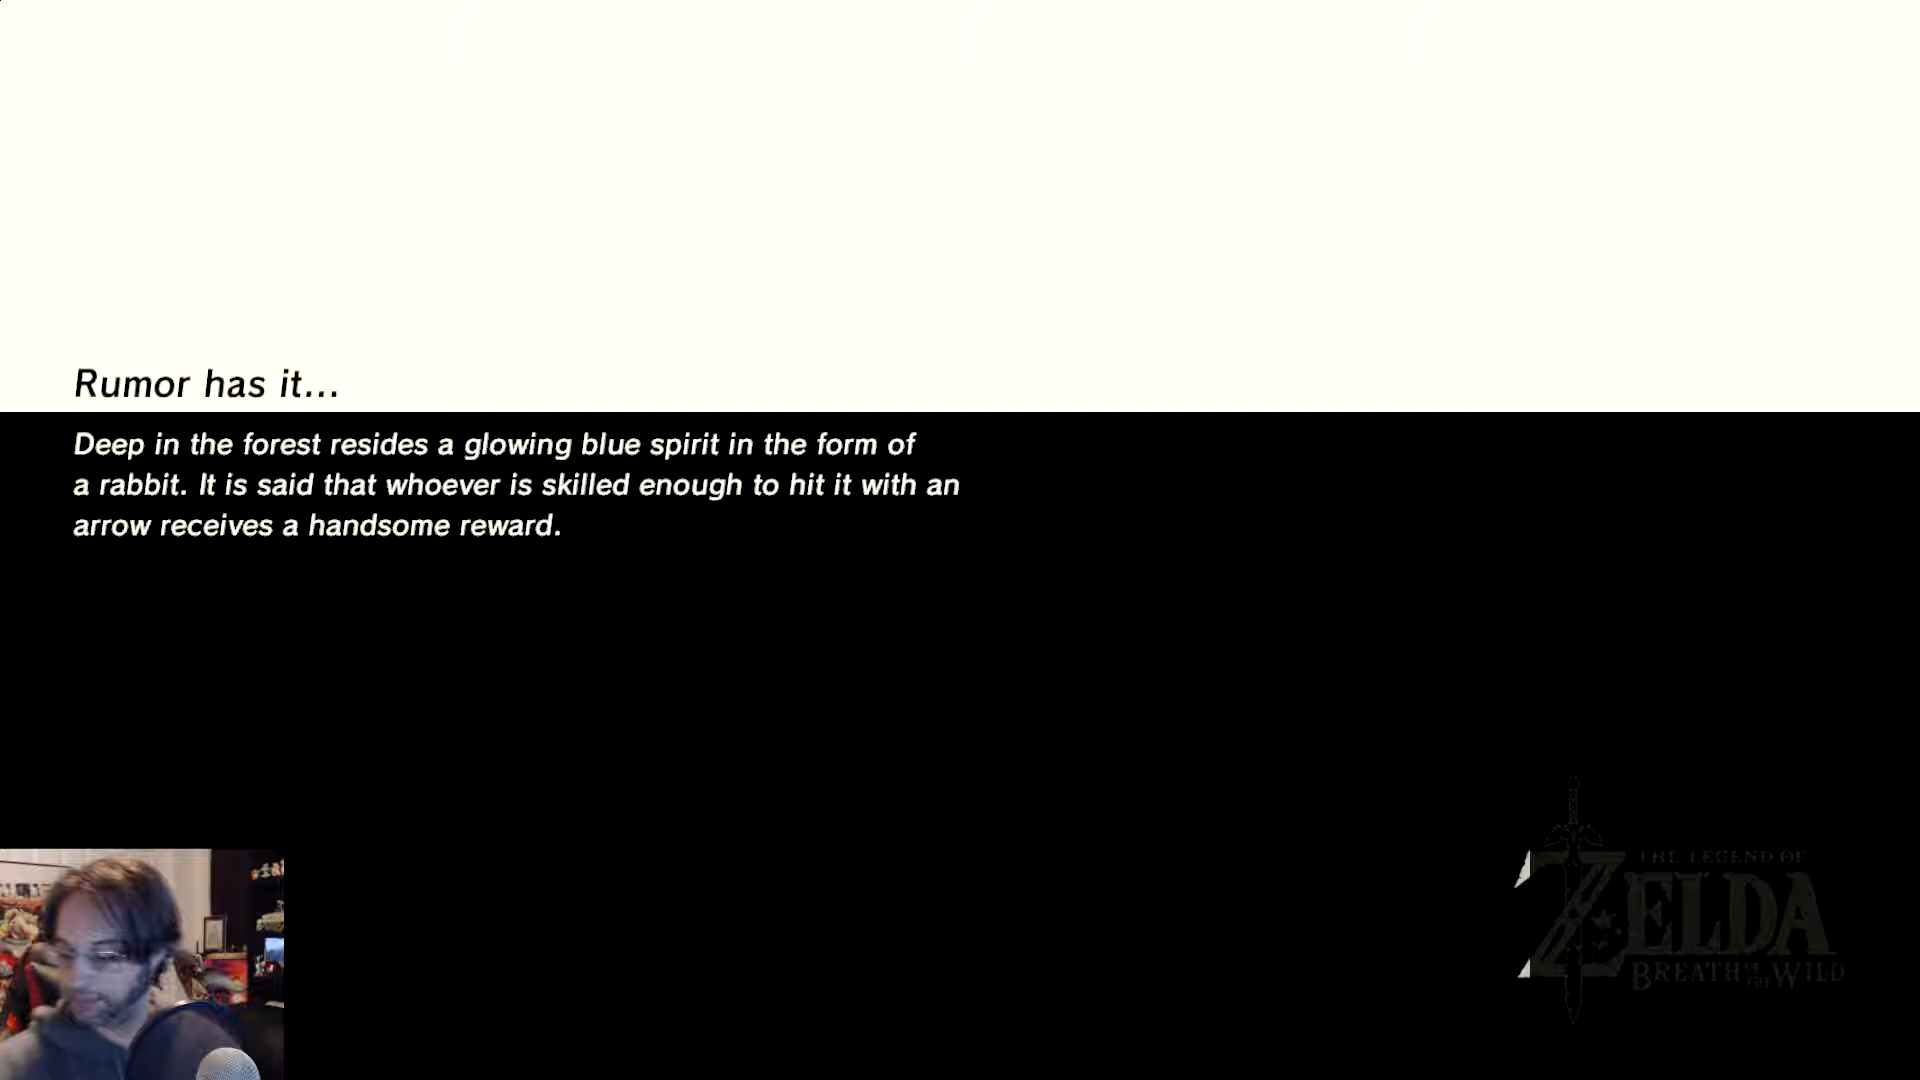 Rumor has it...
Deep in the forest resides a glowing blue spirit in the form of
a rabbit. It is said that whoever is skilled enough to hit it with an
arrow receives a handsome reward.
THE LEGEND OF
ZELDA
BREATH OF THE WILD